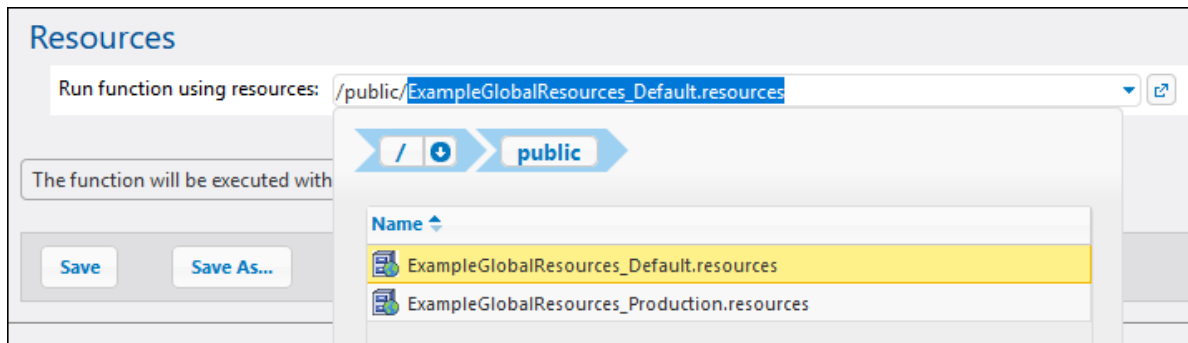 Resources
Run function using resources: /public/ExampleGlobalResources_Default.resources
/ public
The function will be executed with
Name
Save Save As...
ExampleGlobalResources_Default.resources
ExampleGlobalResources_Production.resources